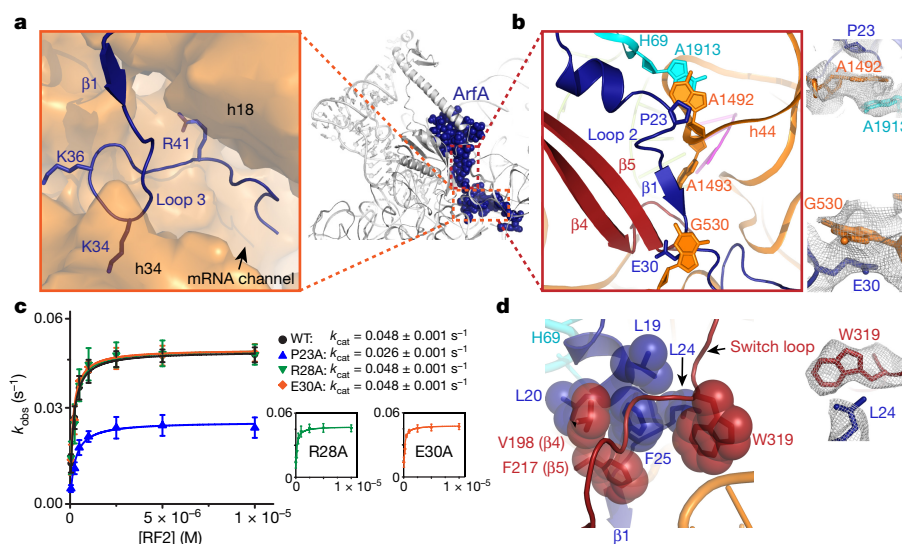 a
β1
h18
R41
K36
Loop 3
K34
h34
mRNA channel
ArfA
b
H69
A1913
A1492
P23
Loop 2
h44
β5
A1493
β1
β4
G530
E30
P23
A1492
A1913
G530
E30
c
0.06
0.03
0.00
k_obs (s⁻¹)
0
5 × 10⁻⁶
1 × 10⁻⁵
[RF2] (M)
WT: k_cat = 0.048 ± 0.001 s⁻¹
P23A: k_cat = 0.026 ± 0.001 s⁻¹
R28A: k_cat = 0.048 ± 0.001 s⁻¹
E30A: k_cat = 0.048 ± 0.001 s⁻¹
0.06
R28A
0
0
1 × 10⁻⁵
0.06
E30A
0
0
1 × 10⁻⁵
d
H69
L19
L24
Switch loop
L20
V198 (β4)
F217 (β5)
F25
W319
β1
W319
L24